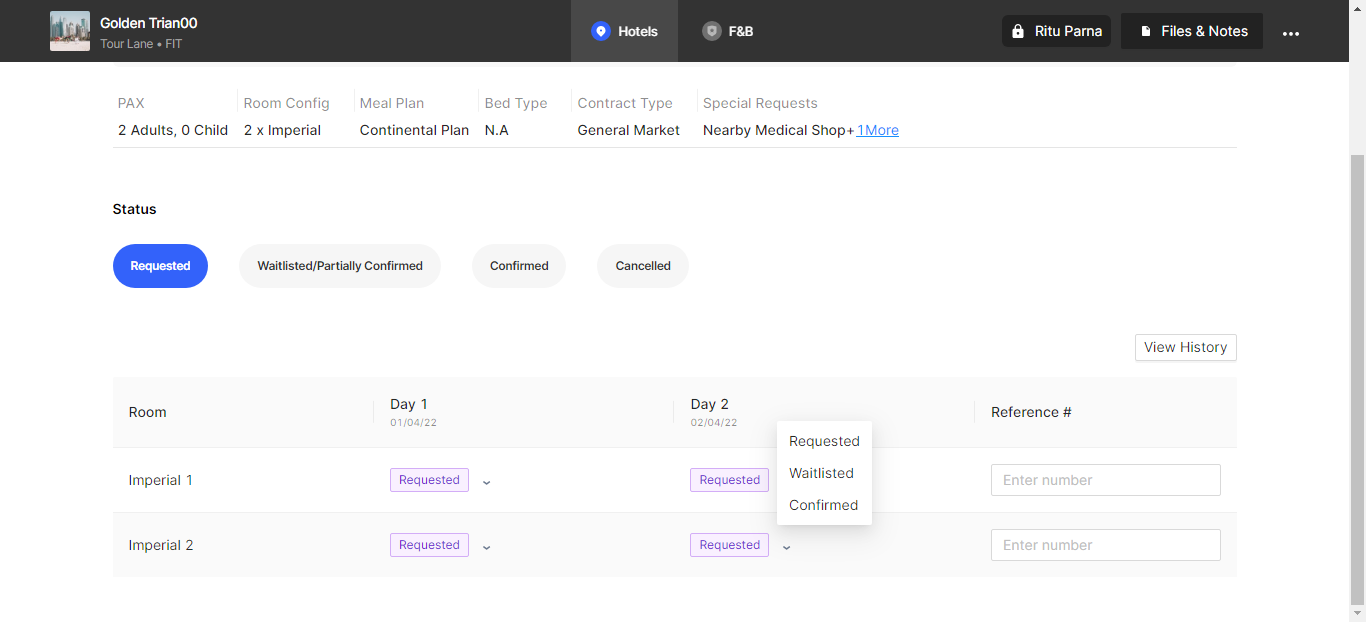 Golden Trian00
Tour Lane • FIT
Hotels
F&B
Ritu Parna
Files & Notes
PAX
Room Config
Meal Plan
Bed Type
Contract Type
Special Requests
2 Adults, 0 Child
2 x Imperial
Continental Plan
N.A
General Market
Nearby Medical Shop+ 1More
Status
Requested
Waitlisted/Partially Confirmed
Confirmed
Cancelled
View History
Room
Day 1
01/04/22
Day 2
02/04/22
Reference #
Requested
Waitlisted
Confirmed
Imperial 1
Requested
Requested
Enter number
Imperial 2
Requested
Requested
Enter number